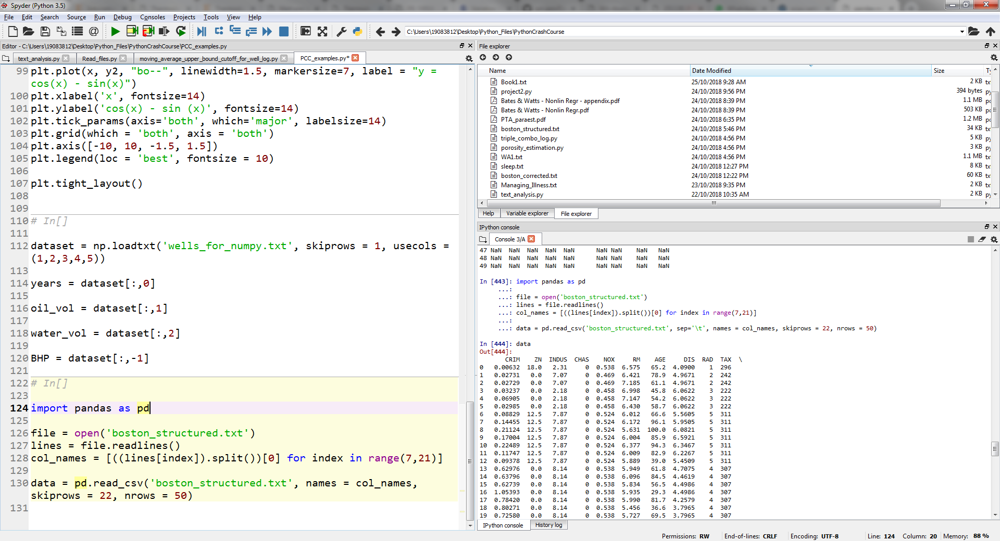 Spyder (Python 3.5)
File Edit Search Source Run Debug Consoles Projects Tools View Help
C:\Users\19083812\Desktop\Python_Files\PythonCrashCourse
Editor - C:\Users\19083812\Desktop\Python_Files\PythonCrashCourse\PCC_examples.py
text_analysis.py Read_files.py moving_average_upper_bound_cutoff_for_well_log.py PCC_examples.py*
99 plt.plot(x, y2, "bo--", linewidth=1.5, markersize=7, label = "y =
cos(x) - sin(x)")
100 plt.xlabel('x', fontsize=14)
101 plt.ylabel('cos(x) - sin (x)', fontsize=14)
102 plt.tick_params(axis='both', which='major', labelsize=14)
103 plt.grid(which = 'both', axis = 'both')
104 plt.axis([-10, 10, -1.5, 1.5])
105 plt.legend(loc = 'best', fontsize = 10)
106
107 plt.tight_layout()
108
109
110 # In[]
111
112 dataset = np.loadtxt('wells_for_numpy.txt', skiprows = 1, usecols =
(1,2,3,4,5))
113
114 years = dataset[:,0]
115
116 oil_vol = dataset[:,1]
117
118 water_vol = dataset[:,2]
119
120 BHP = dataset[:,-1]
121
122 # In[]
123
124 import pandas as pd
125
126 file = open('boston_structured.txt')
127 lines = file.readlines()
128 col_names = [((lines[index]).split())[0] for index in range(7,21)]
129
130 data = pd.read_csv('boston_structured.txt', names = col_names,
skiprows = 22, nrows = 50)
131
File explorer
Name Date Modified Size
Book1.txt 25/10/2018 9:28 AM 2 KB tx
project2.py 24/10/2018 9:56 PM 394 bytes py
Bates & Watts - Nonlin Regr - appendix.pdf 24/10/2018 8:39 PM 1.1 MB
Bates & Watts - Nonlin Regr.pdf 24/10/2018 8:39 PM 503 KB
PTA_paraest.pdf 24/10/2018 6:35 PM 1.2 MB
boston_structured.txt 24/10/2018 5:46 PM 34 KB tx
triple_combo_log.py 24/10/2018 4:56 PM 5 KB py
porosity_estimation.py 24/10/2018 4:56 PM 3 KB py
WA1.txt 24/10/2018 4:56 PM 1.1 MB tx
sleep.txt 24/10/2018 12:27 PM 8 KB tx
boston_corrected.txt 24/10/2018 12:22 PM 60 KB tx
Managing_Illness.txt 23/10/2018 9:35 PM 2 KB tx
text_analysis.py 22/10/2018 10:35 AM 2 KB py
Help Variable explorer File explorer
IPython console
Console 3/A
47 NaN NaN NaN NaN NaN NaN NaN NaN NaN
48 NaN NaN NaN NaN NaN NaN NaN NaN NaN
49 NaN NaN NaN NaN NaN NaN NaN NaN NaN
In [443]: import pandas as pd
...:
...: file = open('boston_structured.txt')
...: lines = file.readlines()
...: col_names = [((lines[index]).split())[0] for index in range(7,21)]
...:
...: data = pd.read_csv('boston_structured.txt', sep='\t', names = col_names, skiprows = 22, nrows = 50)
In [444]: data
Out[444]:
CRIM ZN INDUS CHAS NOX RM AGE DIS RAD TAX \
0 0.00632 18.0 2.31 0 0.538 6.575 65.2 4.0900 1 296
1 0.02731 0.0 7.07 0 0.469 6.421 78.9 4.9671 2 242
2 0.02729 0.0 7.07 0 0.469 7.185 61.1 4.9671 2 242
3 0.03237 0.0 2.18 0 0.458 6.998 45.8 6.0622 3 222
4 0.06905 0.0 2.18 0 0.458 7.147 54.2 6.0622 3 222
5 0.02985 0.0 2.18 0 0.458 6.430 58.7 6.0622 3 222
6 0.08829 12.5 7.87 0 0.524 6.012 66.6 5.5605 5 311
7 0.14455 12.5 7.87 0 0.524 6.172 96.1 5.9505 5 311
8 0.21124 12.5 7.87 0 0.524 5.631 100.0 6.0821 5 311
9 0.17004 12.5 7.87 0 0.524 6.004 85.9 6.5921 5 311
10 0.22489 12.5 7.87 0 0.524 6.377 94.3 6.3467 5 311
11 0.11747 12.5 7.87 0 0.524 6.009 82.9 6.2267 5 311
12 0.09378 12.5 7.87 0 0.524 5.889 39.0 5.4509 5 311
13 0.62976 0.0 8.14 0 0.538 5.949 61.8 4.7075 4 307
14 0.63796 0.0 8.14 0 0.538 6.096 84.5 4.4619 4 307
15 0.62739 0.0 8.14 0 0.538 5.834 56.5 4.4986 4 307
16 1.05393 0.0 8.14 0 0.538 5.935 29.3 4.4986 4 307
17 0.78420 0.0 8.14 0 0.538 5.990 81.7 4.2579 4 307
18 0.80271 0.0 8.14 0 0.538 5.456 36.6 3.7965 4 307
19 0.72580 0.0 8.14 0 0.538 5.727 69.5 3.7965 4 307
IPython console History log
Permissions: RW End-of-lines: CRLF Encoding: UTF-8 Line: 124 Column: 20 Memory: 88 %